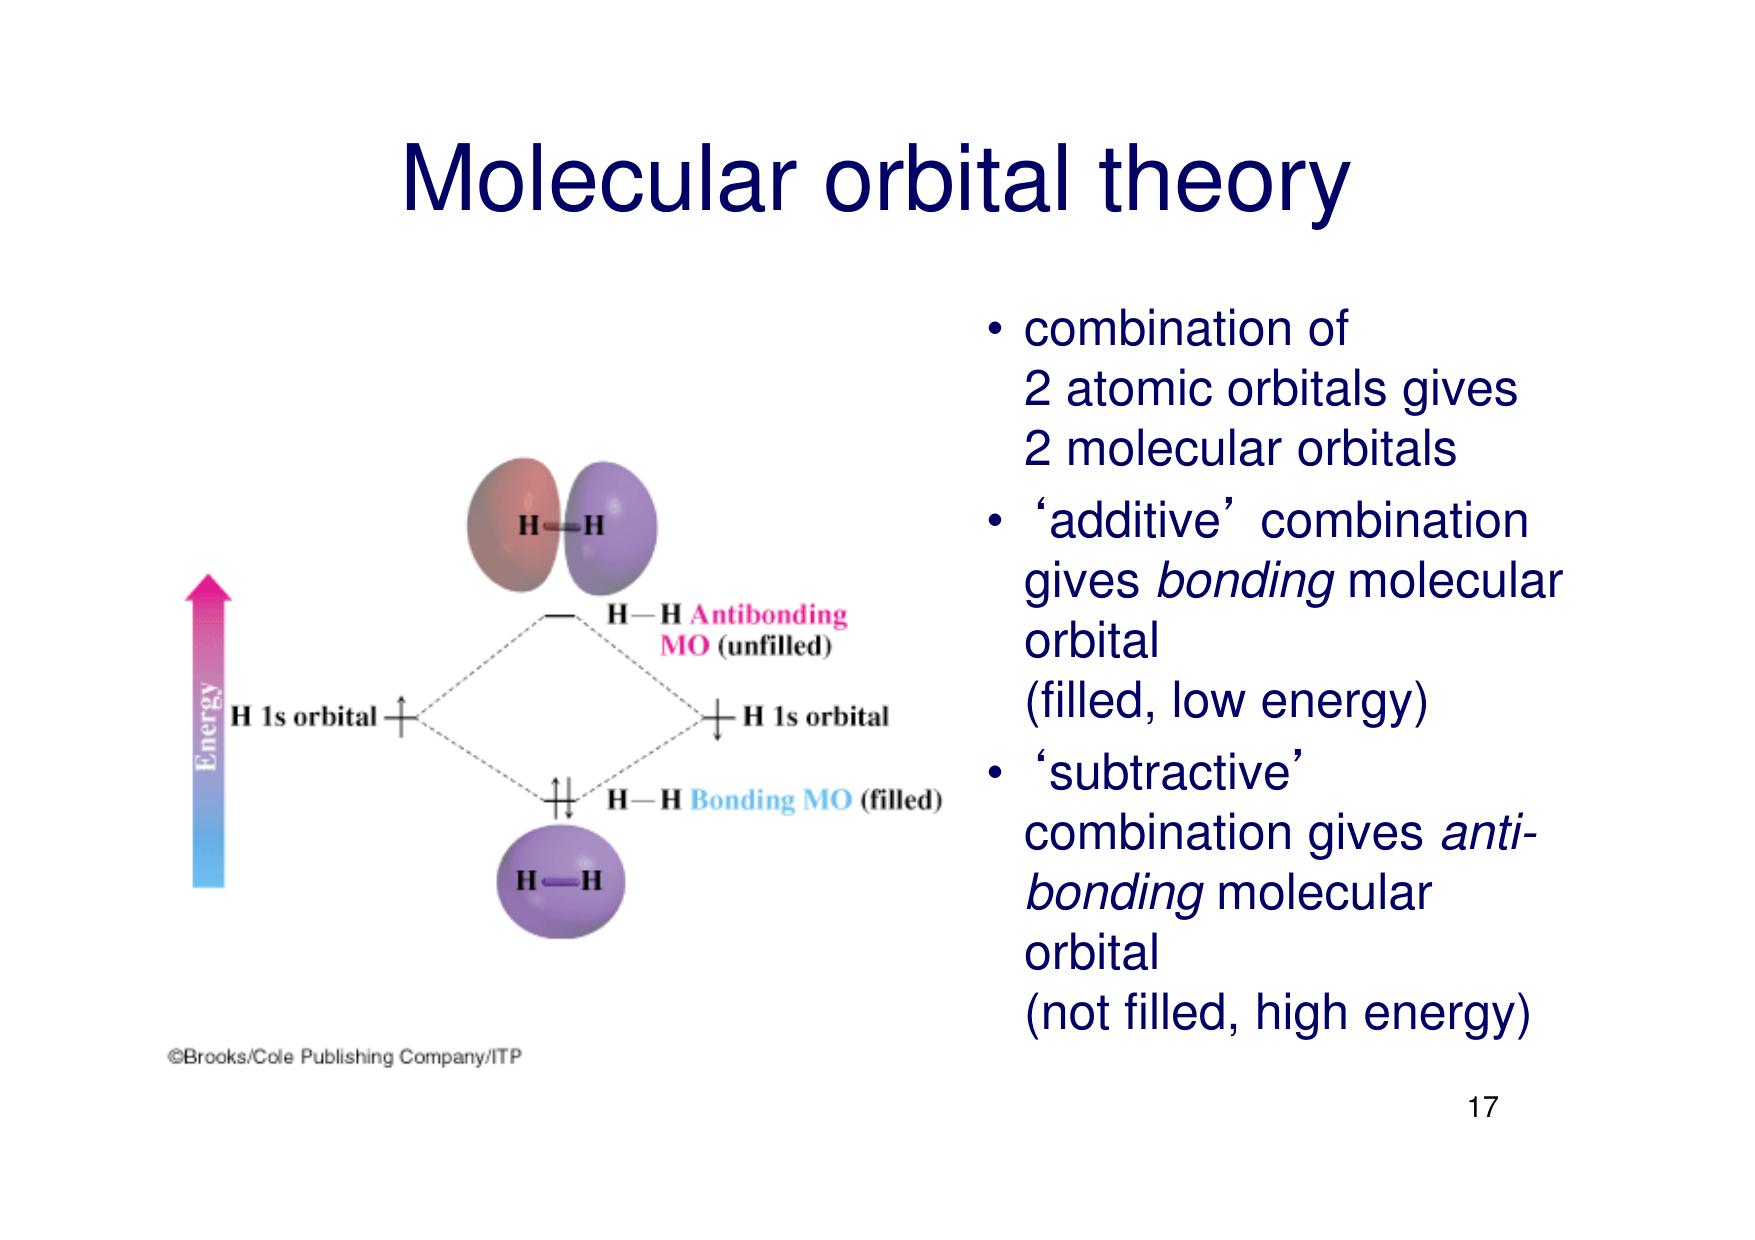 Molecular orbital theory
• combination of
2 atomic orbitals gives
2 molecular orbitals
• ‘additive’ combination
gives bonding molecular
orbital
(filled, low energy)
• ‘subtractive’
combination gives anti-
bonding molecular
orbital
(not filled, high energy)
H—H
H—H Antibonding
MO (unfilled)
Energy
H 1s orbital
H 1s orbital
H—H Bonding MO (filled)
H—H
©Brooks/Cole Publishing Company/ITP
17